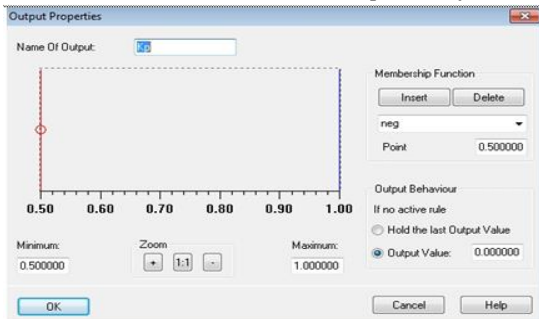 Output Properties
Name Of Output:
Kp
Membership Function
Insert
Delete
neg
Point
0.500000
0.50
0.60
0.70
0.80
0.90
1.00
Output Behaviour
If no active rule
Hold the last Output Value
Output Value:
0.000000
Minimum:
0.500000
Zoom
+
1:1
-
Maximum:
1.000000
OK
Cancel
Help